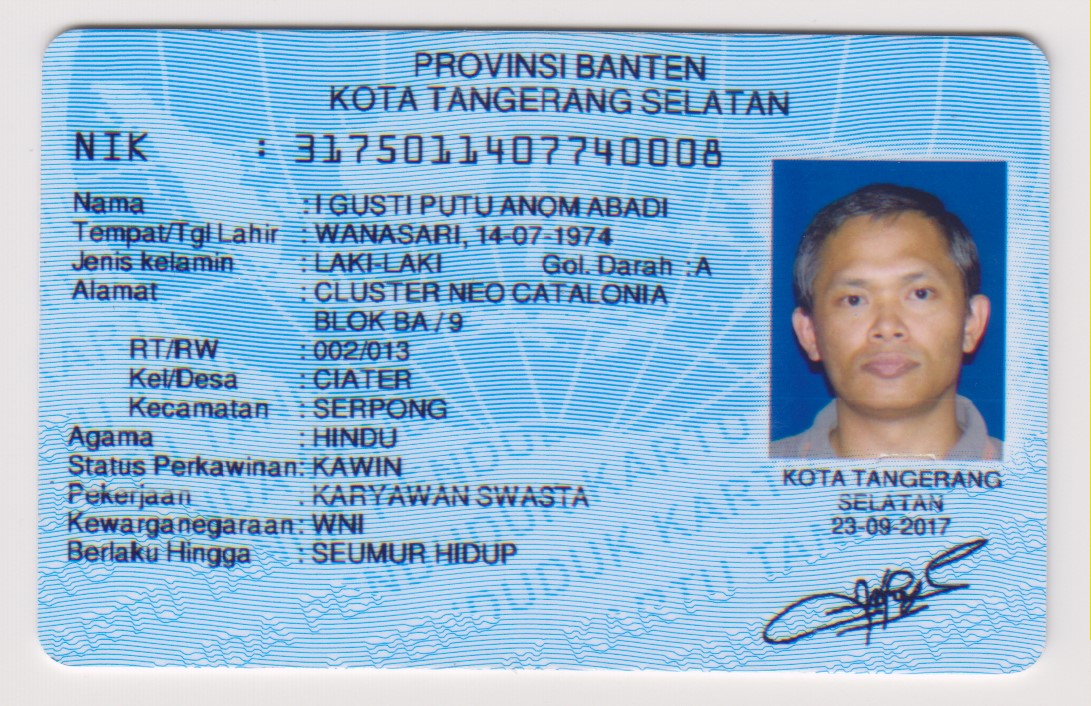 PROVINSI BANTEN
KOTA TANGERANG SELATAN
NIK : 3175011407740008
Nama : I GUSTI PUTU ANOM ABADI
Tempat/Tgl Lahir : WANASARI, 14-07-1974
Jenis kelamin : LAKI-LAKI Gol. Darah : A
Alamat : CLUSTER NEO CATALONIA
BLOK BA / 9
RT/RW : 002/013
Kel/Desa : CIATER
Kecamatan : SERPONG
Agama : HINDU
Status Perkawinan : KAWIN
Pekerjaan : KARYAWAN SWASTA
Kewarganegaraan : WNI
Berlaku Hingga : SEUMUR HIDUP
KOTA TANGERANG
SELATAN
23-09-2017